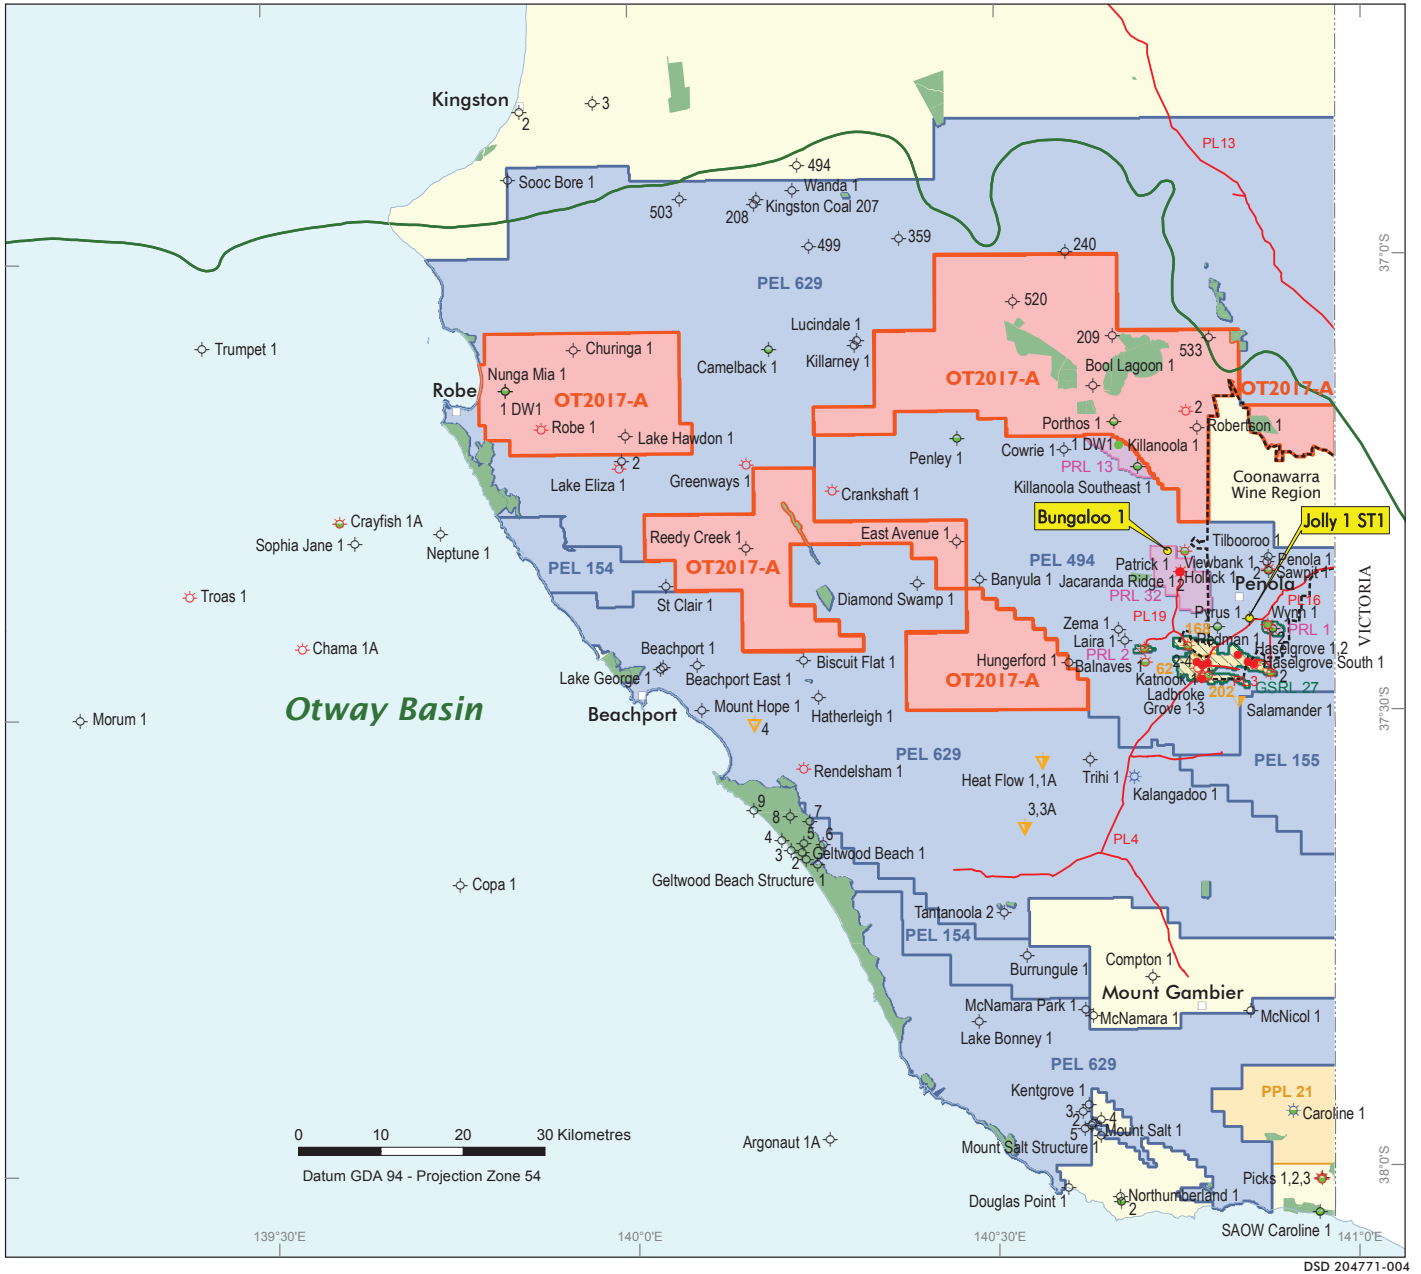 Kingston
2
3
PL13
494
Sooc Bore 1
Wanda 1
503
208
Kingston Coal 207
499
359
240
37°0'S
PEL 629
520
Lucindale 1
Killarney 1
209
533
Trumpet 1
Churinga 1
Camelback 1
Bool Lagoon 1
Nunga Mia 1
OT2017-A
OT2017-A
Robe
1 DW1
OT2017-A
2
Robe 1
Lake Hawdon 1
Porthos 1
Robertson 1
1 DW1
Killanoola 1
Penley 1
Cowrie 1
2
PRL 13
Lake Eliza 1
Greenways 1
Killanoola Southeast 1
Coonawarra
Wine Region
Crankshaft 1
Bungaloo 1
Jolly 1 ST1
Crayfish 1A
Sophia Jane 1
Neptune 1
Reedy Creek 1
East Avenue 1
Tilbooroo 1
PEL 494
Patrick 1
Viewbank 1
Penola 1
PEL 154
OT2017-A
Banyula 1
Jacaranda Ridge 1
2
Hollick 1
2
Sawpit 1
Penola
PRL 32
Troas 1
St Clair 1
Diamond Swamp 1
PL16
PL19
Pyrus 1
Wynn 1
VICTORIA
Zema 1
168
PRL 1
Laira 1
Redman 1
2
Chama 1A
Beachport 1
PRL 2
Haselgrove 1,2
Lake George 1
Beachport East 1
Biscuit Flat 1
Hungerford 1
Balnaves 1
62
2-4
Haselgrove South 1
OT2017-A
Katnook 1
PL3
2
GSRL 27
Ladbroke
Grove 1-3
202
Otway Basin
Beachport
Mount Hope 1
Hatherleigh 1
Salamander 1
Morum 1
4
37°30'S
PEL 629
PEL 155
Rendelsham 1
Heat Flow 1,1A
Trihi 1
Kalangadoo 1
9
8
7
3,3A
5
6
4
3
2
Geltwood Beach 1
PL4
Copa 1
Geltwood Beach Structure 1
Tantanoola 2
PEL 154
Burrungule 1
Compton 1
Mount Gambier
McNamara Park 1
McNamara 1
McNicol 1
Lake Bonney 1
PEL 629
Kentgrove 1
PPL 21
3
2
4
Caroline 1
5
Mount Salt 1
0
10
20
30 Kilometres
Argonaut 1A
Mount Salt Structure 1
38°0'S
Datum GDA 94 - Projection Zone 54
Picks 1,2,3
Douglas Point 1
Northumberland 1
2
SAOW Caroline 1
139°30'E
140°0'E
140°30'E
141°0'E
DSD 204771-004